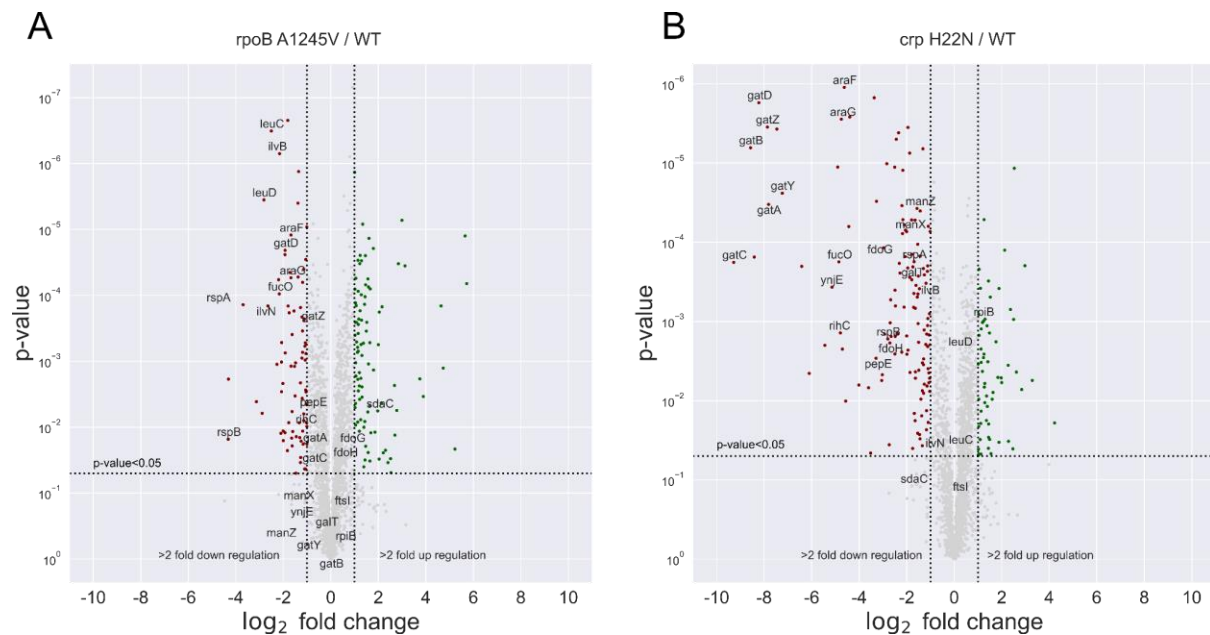 A
rpoB A1245V / WT
10⁻⁷
10⁻⁶
10⁻⁵
10⁻⁴
10⁻³
10⁻²
10⁻¹
10⁰
p-value
leuC
ilvB
leuD
araF
gatD
araG
fucO
rspA
ilvN
gatZ
pepE
sdaC
rihC
rspB
gatA
fdoG
gatC
fdoH
p-value<0.05
manX
ftsI
ynjE
galT
manZ
rpiB
gatY
>2 fold down regulation
>2 fold up regulation
gatB
-10 -8 -6 -4 -2 0 2 4 6 8 10
log₂ fold change
B
crp H22N / WT
10⁻⁶
10⁻⁵
10⁻⁴
10⁻³
10⁻²
10⁻¹
10⁰
p-value
araF
gatD
araG
gatZ
gatB
gatY
gatA
manZ
manX
fdoG
gatC
fucO
rspA
galT
ynjE
ilvB
rpiB
rihC
rspB
leuD
fdoH
pepE
ilvN
leuC
p-value<0.05
sdaC
ftsI
>2 fold down regulation
>2 fold up regulation
-10 -8 -6 -4 -2 0 2 4 6 8 10
log₂ fold change